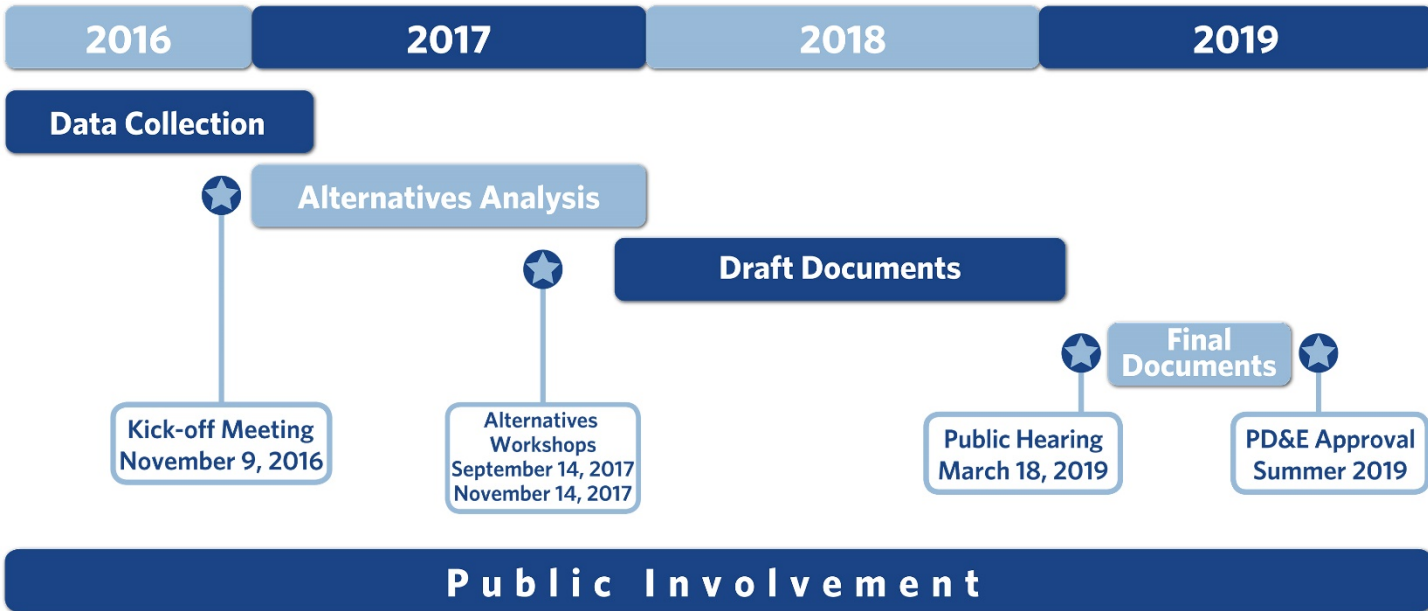 2016
2017
2018
2019
Data Collection
Alternatives Analysis
Draft Documents
Final
Documents
Kick-off Meeting
November 9, 2016
Alternatives
Workshops
September 14, 2017
November 14, 2017
Public Hearing
March 18, 2019
PD&E Approval
Summer 2019
Public Involvement